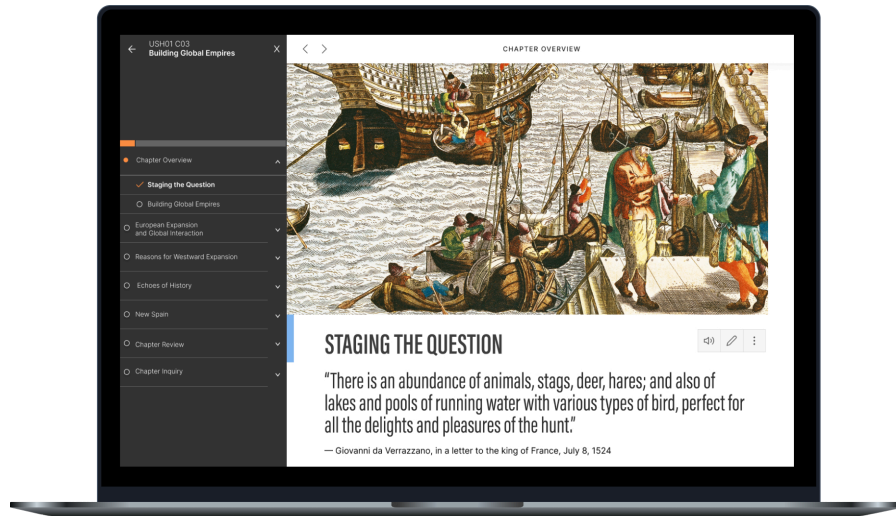 USH01 C03
Building Global Empires
X
CHAPTER OVERVIEW
Chapter Overview
Staging the Question
Building Global Empires
European Expansion
and Global Interaction
Reasons for Westward Expansion
Echoes of History
New Spain
Chapter Review
Chapter Inquiry
STAGING THE QUESTION
“There is an abundance of animals, stags, deer, hares; and also of
lakes and pools of running water with various types of bird, perfect for
all the delights and pleasures of the hunt.”
— Giovanni da Verrazzano, in a letter to the king of France, July 8, 1524